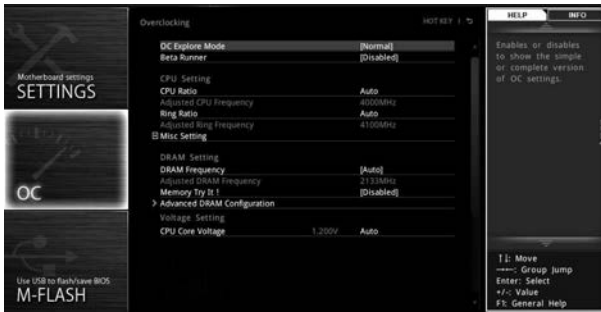 Overclocking
HOT KEY
HELP
INFO
Motherboard settings
SETTINGS
OC
Use USB to flash/save BIOS
M-FLASH
OC Explore Mode [Normal]
Beta Runner [Disabled]
CPU Setting
CPU Ratio Auto
Adjusted CPU Frequency 4000MHz
Ring Ratio Auto
Adjusted Ring Frequency 4100MHz
Misc Setting
DRAM Setting
DRAM Frequency [Auto]
Adjusted DRAM Frequency 2133MHz
Memory Try It ! [Disabled]
> Advanced DRAM Configuration
Voltage Setting
CPU Core Voltage 1.200V Auto
Enables or disables
to show the simple
or complete version
of OC settings.
↑↓: Move
Group Jump
Enter: Select
+/-: Value
F1: General Help